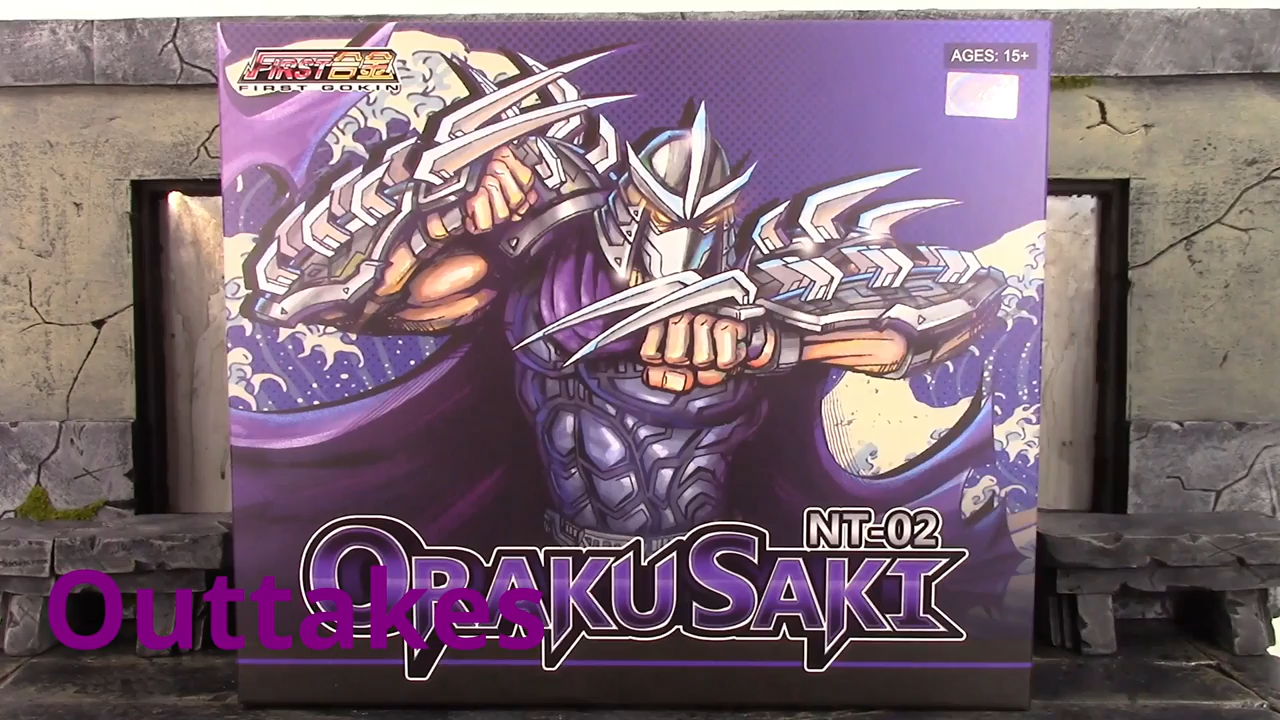 FIRST合金
FIRST GOKIN
AGES: 15+
NT-02
ORAKU SAKI
Outtakes